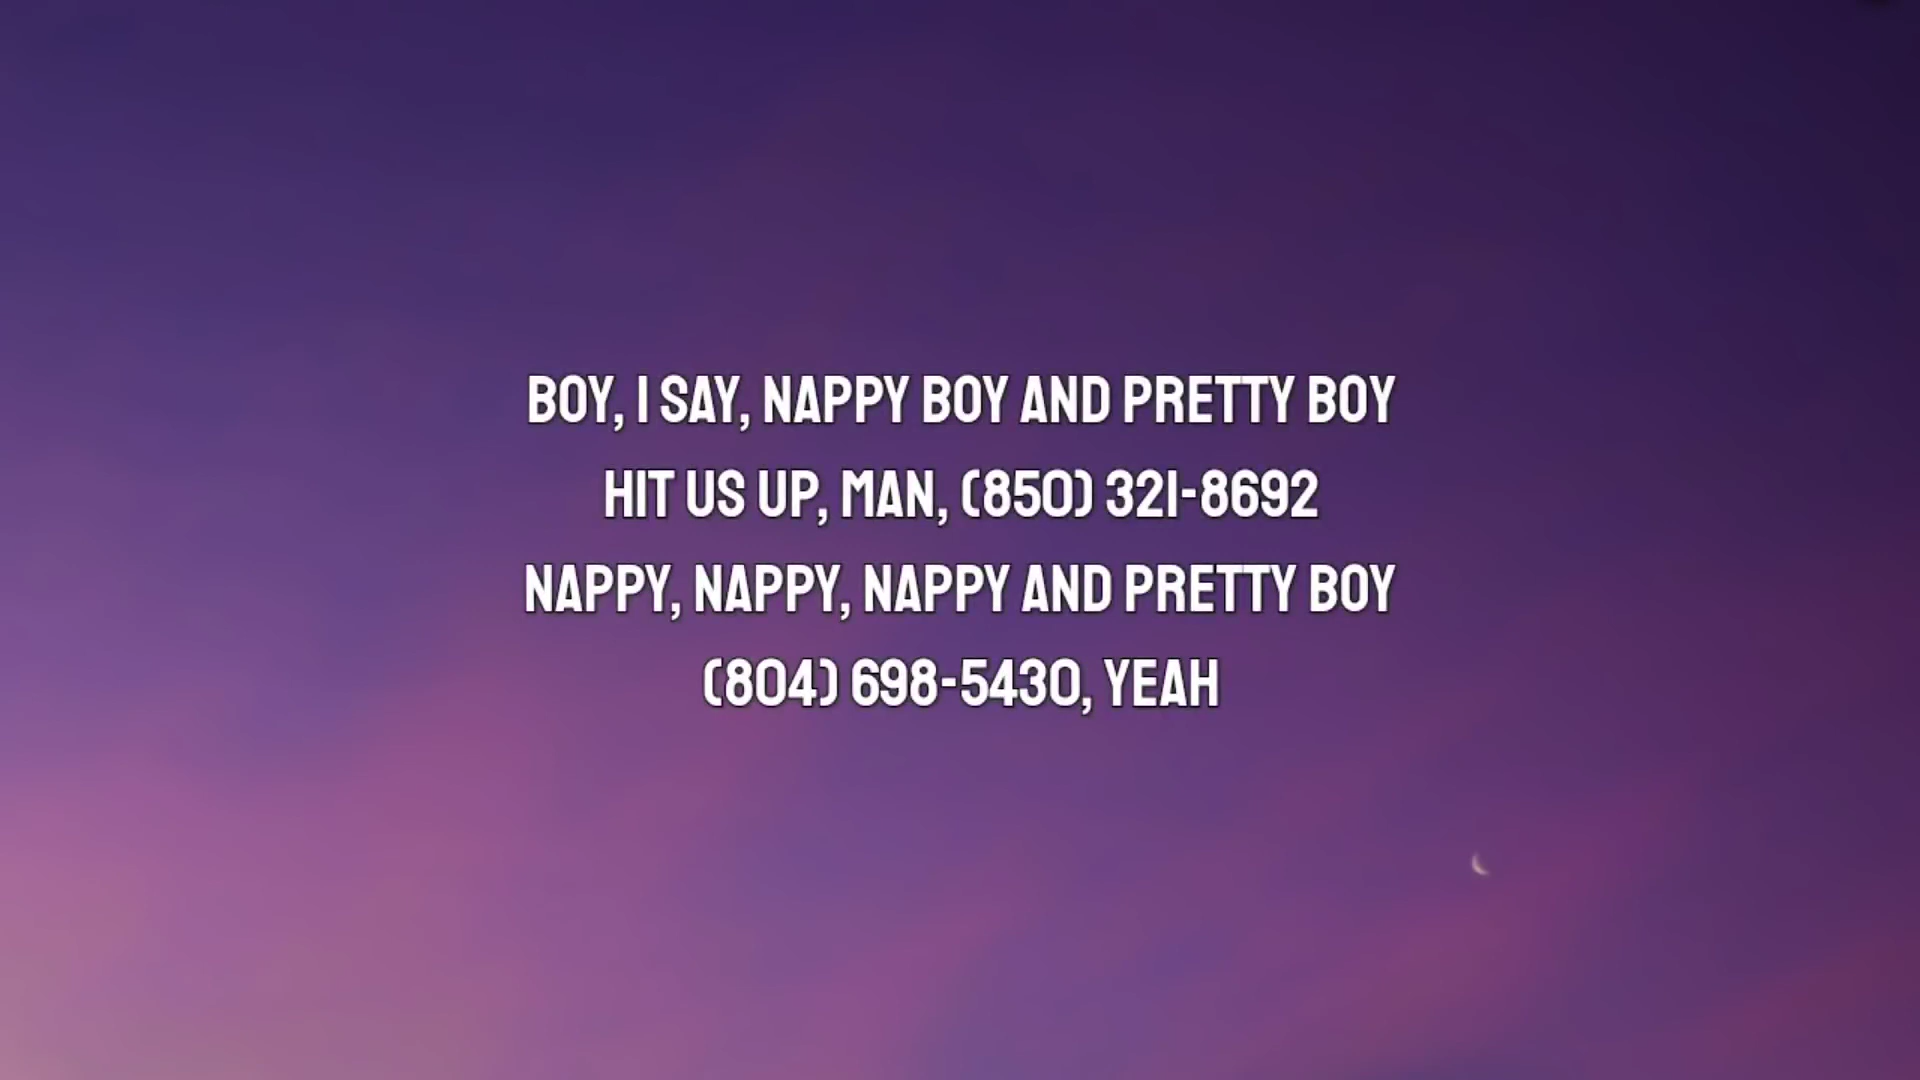 BOY, I SAY, NAPPY BOY AND PRETTY BOY
HIT US UP, MAN, (850) 321-8692
NAPPY, NAPPY, NAPPY AND PRETTY BOY
(804) 698-5430, YEAH